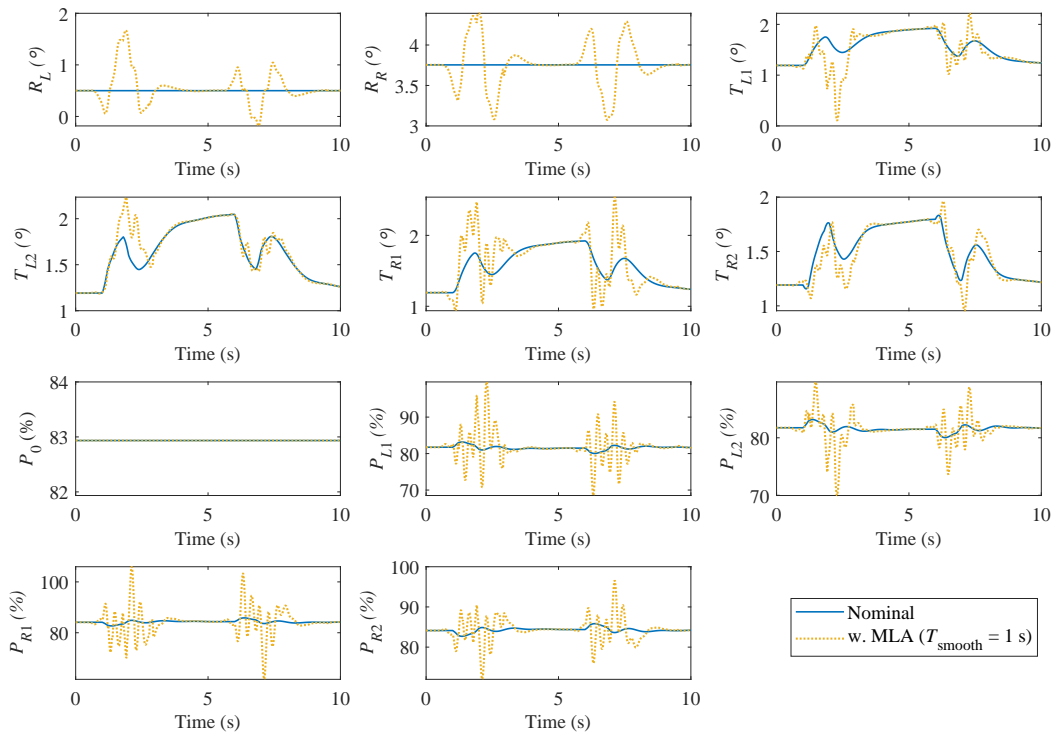 R_L (°)
2
1
0
0 5 10
Time (s)
R_R (°)
4
3.5
3
0 5 10
Time (s)
T_L1 (°)
2
1
0
0 5 10
Time (s)
T_L2 (°)
2
1.5
1
0 5 10
Time (s)
T_R1 (°)
2
1
0 5 10
Time (s)
T_R2 (°)
2
1.5
1
0 5 10
Time (s)
P_0 (%)
84
83
82
0 5 10
Time (s)
P_L1 (%)
90
80
70
0 5 10
Time (s)
P_L2 (%)
80
70
0 5 10
Time (s)
P_R1 (%)
100
80
0 5 10
Time (s)
P_R2 (%)
100
90
80
0 5 10
Time (s)
Nominal
w. MLA (T_smooth = 1 s)